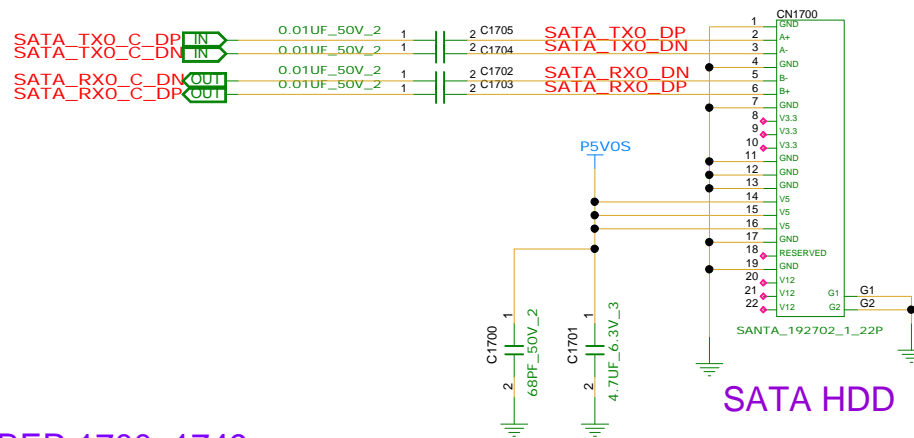 CN1700
SATA_TX0_C_DP IN 0.01UF_50V_2 1 2 C1705 SATA_TX0_DP
SATA_TX0_C_DN IN 1 2 C1704 SATA_TX0_DN
SATA_RX0_C_DN OUT 0.01UF_50V_2 1 2 C1702 SATA_RX0_DN
SATA_RX0_C_DP OUT 0.01UF_50V_2 1 2 C1703 SATA_RX0_DP
1 GND
2 A+
3 A-
4 GND
5 B-
6 B+
7 GND
8 V3.3
9 V3.3
10 V3.3
11 GND
12 GND
13 GND
14 V5
15 V5
16 V5
17 GND
18 RESERVED
19 GND
20 V12
21 V12
22 V12
G1 G1
G2 G2
SANTA_192702_1_22P
P5V0S
1 C1700 68PF_50V_2 2
1 C1701 4.7UF_6.3V_3 2
SATA HDD